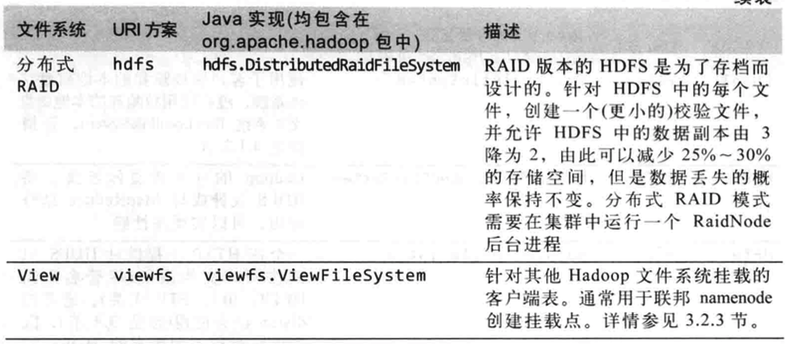 续表
文件系统 URI 方案 Java 实现(均包含在
org.apache.hadoop 包中) 描述
分布式 hdfs hdfs.DistributedRaidFileSystem RAID 版本的 HDFS 是为了存档而
RAID 设计的。针对 HDFS 中的每个文
件，创建一个(更小的)校验文件，
并允许 HDFS 中的数据副本由 3
降为 2，由此可以减少 25%~30%
的存储空间，但是数据丢失的概
率保持不变。分布式 RAID 模式
需要在集群中运行一个 RaidNode
后台进程
View viewfs viewfs.ViewFileSystem 针对其他 Hadoop 文件系统挂载的
客户端表。通常用于联邦 namenode
创建挂载点。详情参见 3.2.3 节。